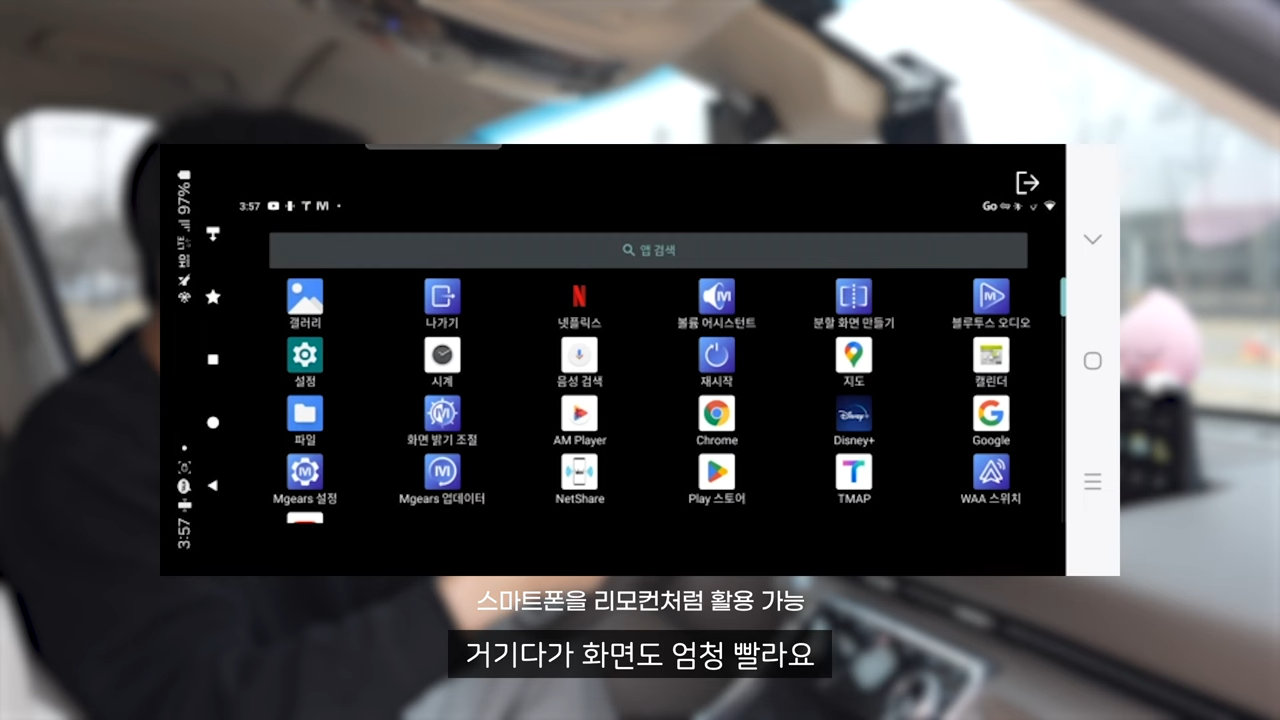 97%
LTE
HD
3:57
3:57
Go
앱 검색
갤러리
나가기
넷플릭스
볼륨 어시스턴트
분할 화면 만들기
블루투스 오디오
설정
시계
음성 검색
재시작
지도
캘린더
파일
화면 밝기 조절
AM Player
Chrome
Disney+
Google
Mgears 설정
Mgears 업데이터
NetShare
Play 스토어
TMAP
WAA 스위치
스마트폰을 리모컨처럼 활용 가능
거기다가 화면도 엄청 빨라요